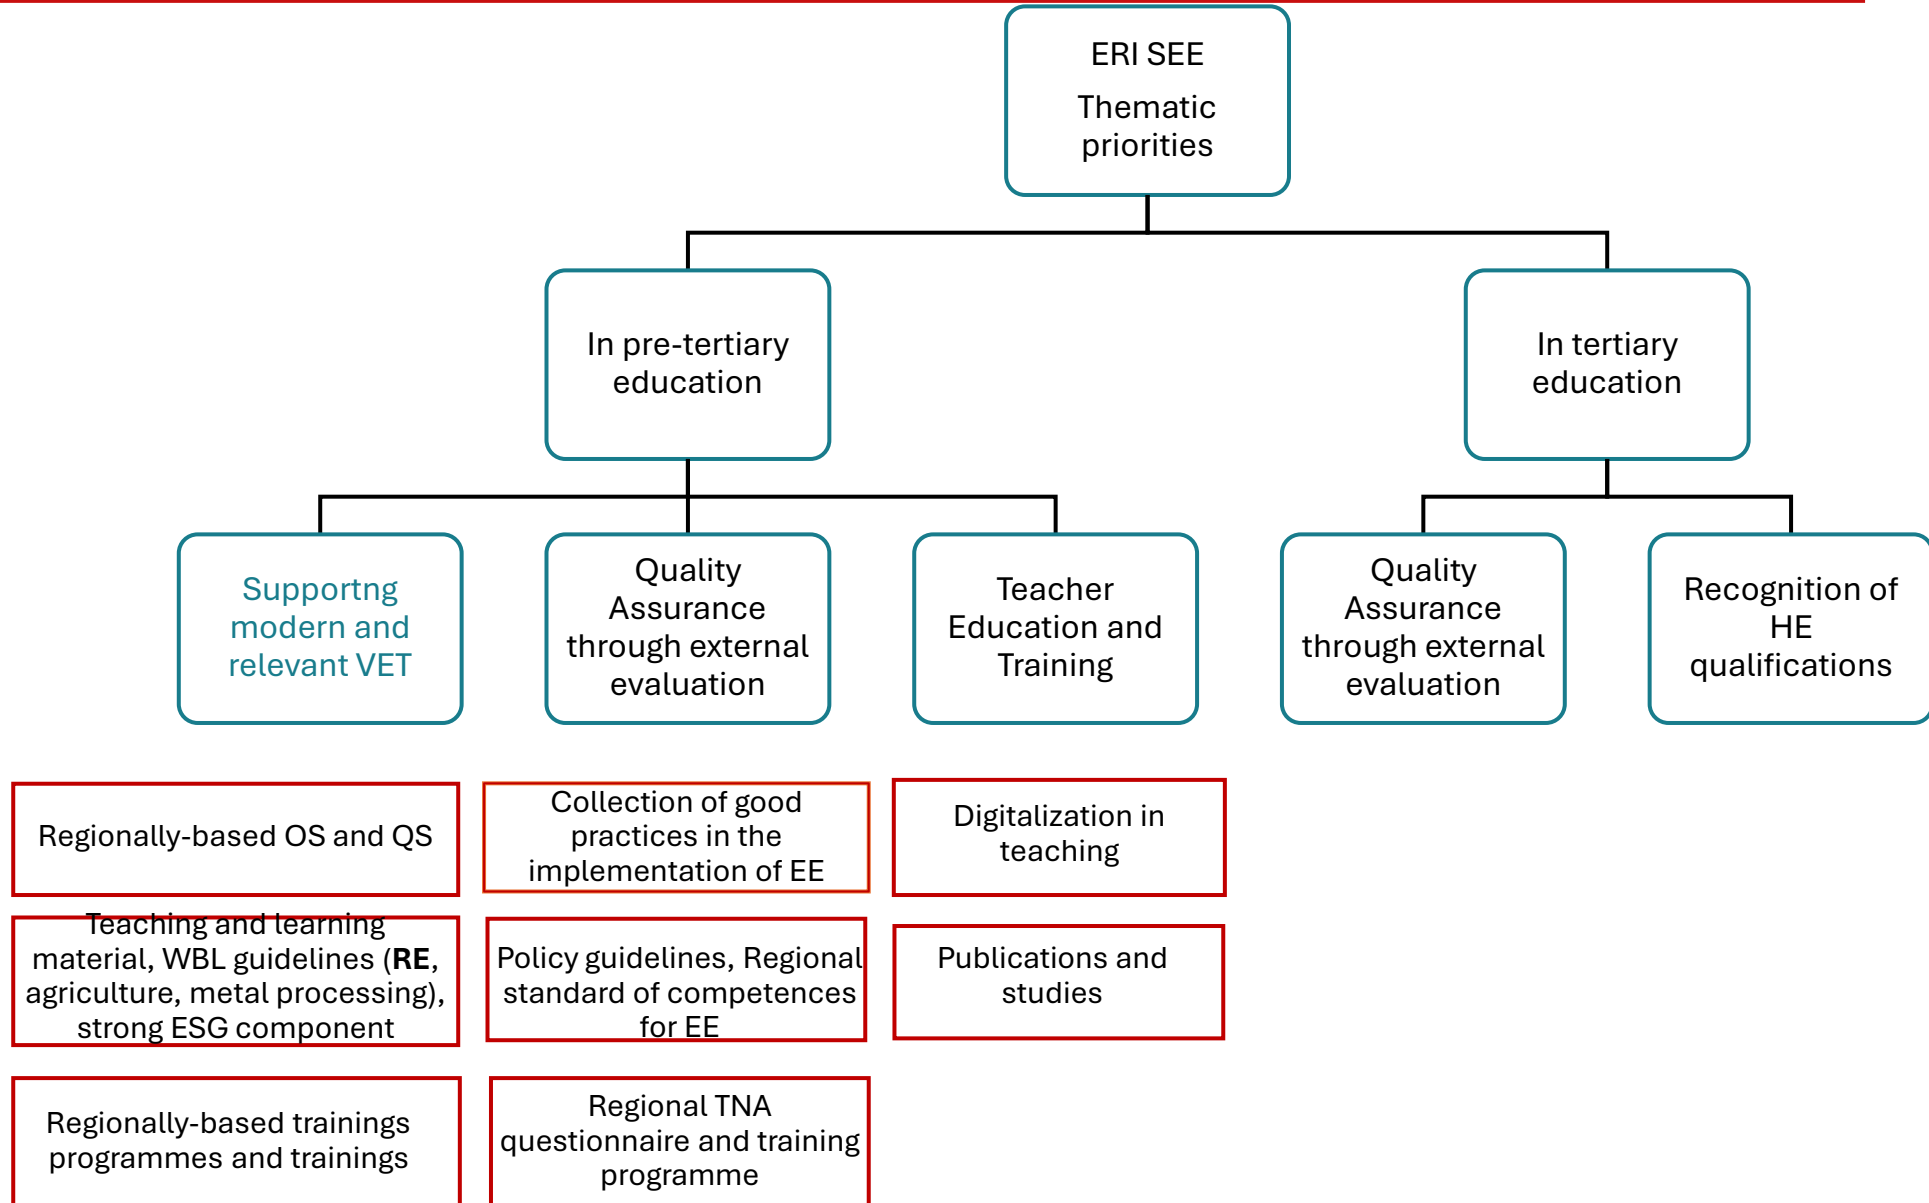 ERI SEE
Thematic
priorities
In pre-tertiary
education
In tertiary
education
Supportng
modern and
relevant VET
Quality
Assurance
through external
evaluation
Teacher
Education and
Training
Quality
Assurance
through external
evaluation
Recognition of
HE
qualifications
Regionally-based OS and QS
Collection of good
practices in the
implementation of EE
Digitalization in
teaching
Teaching and learning
material, WBL guidelines (RE,
agriculture, metal processing),
strong ESG component
Policy guidelines, Regional
standard of competences
for EE
Publications and
studies
Regionally-based trainings
programmes and trainings
Regional TNA
questionnaire and training
programme